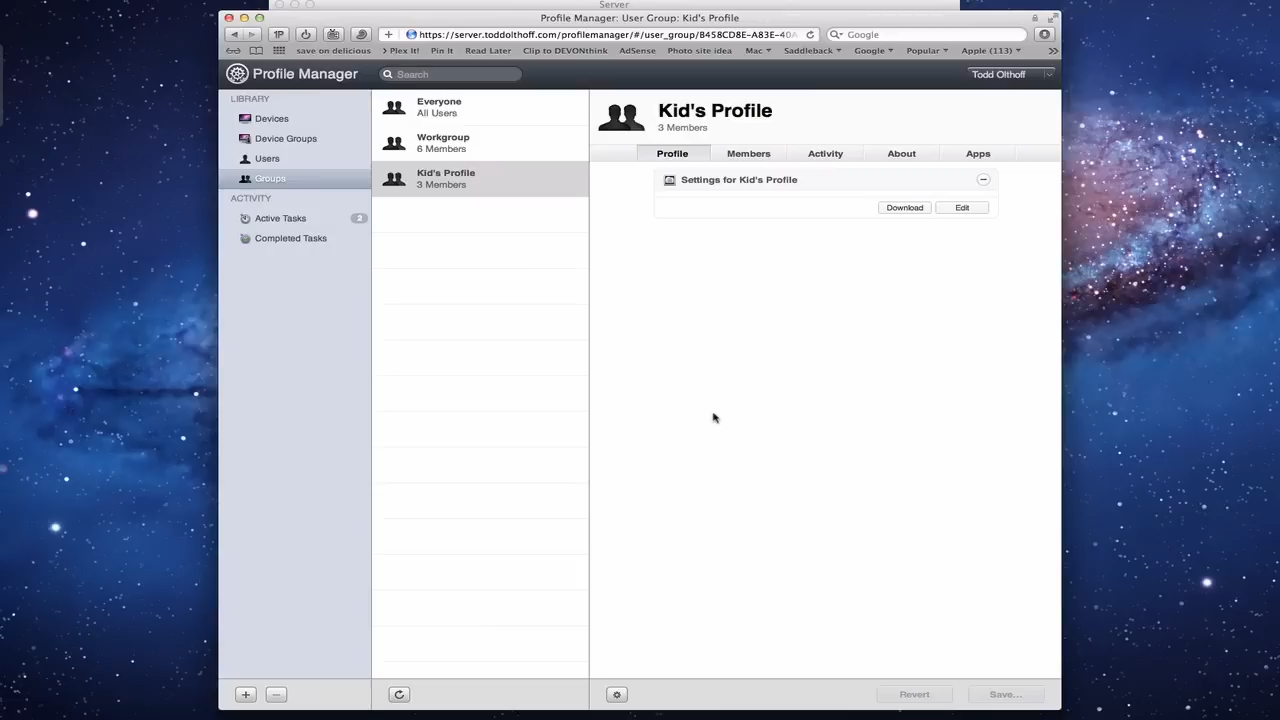 Server
Profile Manager: User Group: Kid's Profile
1P
https://server.toddolthoff.com/profilemanager/#/user_group/B458CD8E-A83E-40A
Google
save on delicious
Plex It!
Pin It
Read Later
Clip to DEVONthink
AdSense
Photo site idea
Mac
Saddleback
Google
Popular
Apple (113)
Profile Manager
Search
Todd Olthoff
LIBRARY
Devices
Device Groups
Users
Groups
ACTIVITY
Active Tasks
2
Completed Tasks
Everyone
All Users
Workgroup
6 Members
Kid's Profile
3 Members
Kid's Profile
3 Members
Profile
Members
Activity
About
Apps
Settings for Kid's Profile
Download
Edit
Revert
Save...